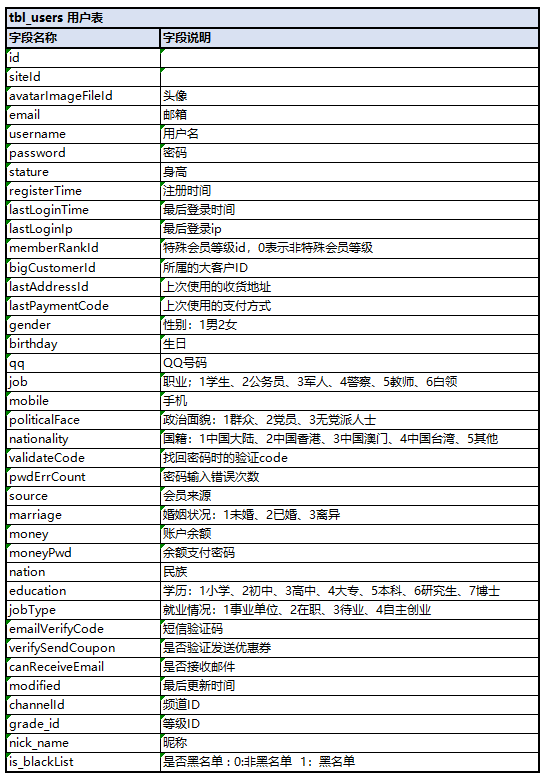 tbl_users 用户表
字段名称 字段说明
id
siteId
avatarImageFileId 头像
email 邮箱
username 用户名
password 密码
stature 身高
registerTime 注册时间
lastLoginTime 最后登录时间
lastLoginIp 最后登录ip
memberRankId 特殊会员等级id，0表示非特殊会员等级
bigCustomerId 所属的大客户ID
lastAddressId 上次使用的收货地址
lastPaymentCode 上次使用的支付方式
gender 性别：1男2女
birthday 生日
qq QQ号码
job 职业；1学生、2公务员、3军人、4警察、5教师、6白领
mobile 手机
politicalFace 政治面貌：1群众、2党员、3无党派人士
nationality 国籍：1中国大陆、2中国香港、3中国澳门、4中国台湾、5其他
validateCode 找回密码时的验证code
pwdErrCount 密码输入错误次数
source 会员来源
marriage 婚姻状况：1未婚、2已婚、3离异
money 账户余额
moneyPwd 余额支付密码
nation 民族
education 学历：1小学、2初中、3高中、4大专、5本科、6研究生、7博士
jobType 就业情况：1事业单位、2在职、3待业、4自主创业
emailVerifyCode 短信验证码
verifySendCoupon 是否验证发送优惠券
canReceiveEmail 是否接收邮件
modified 最后更新时间
channelId 频道ID
grade_id 等级ID
nick_name 昵称
is_blackList 是否黑名单 : 0:非黑名单 1：黑名单